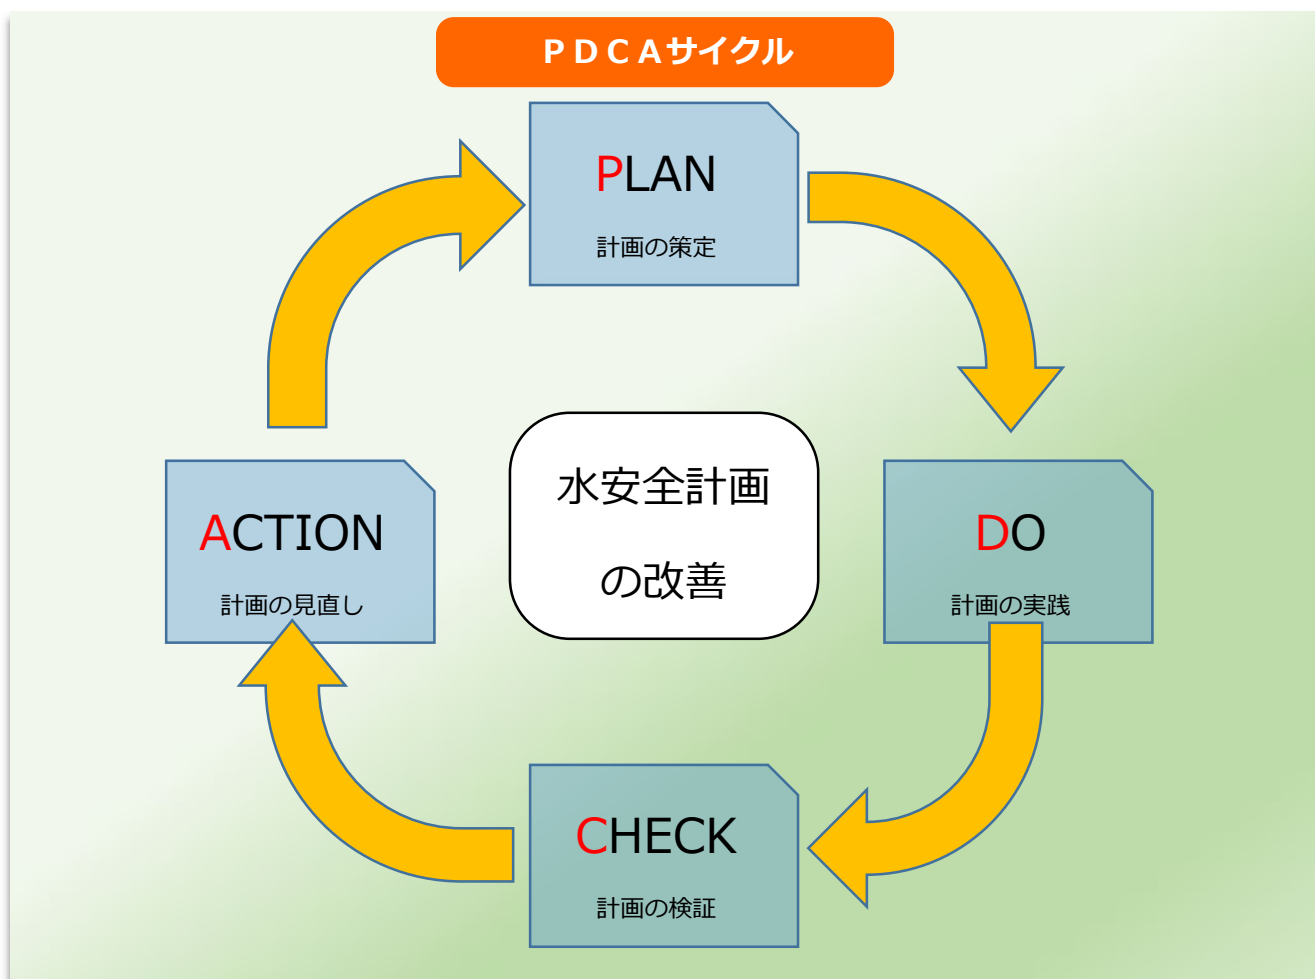 ＰＤＣＡサイクル
PLAN
計画の策定
DO
計画の実践
CHECK
計画の検証
ACTION
計画の見直し
水安全計画
の改善